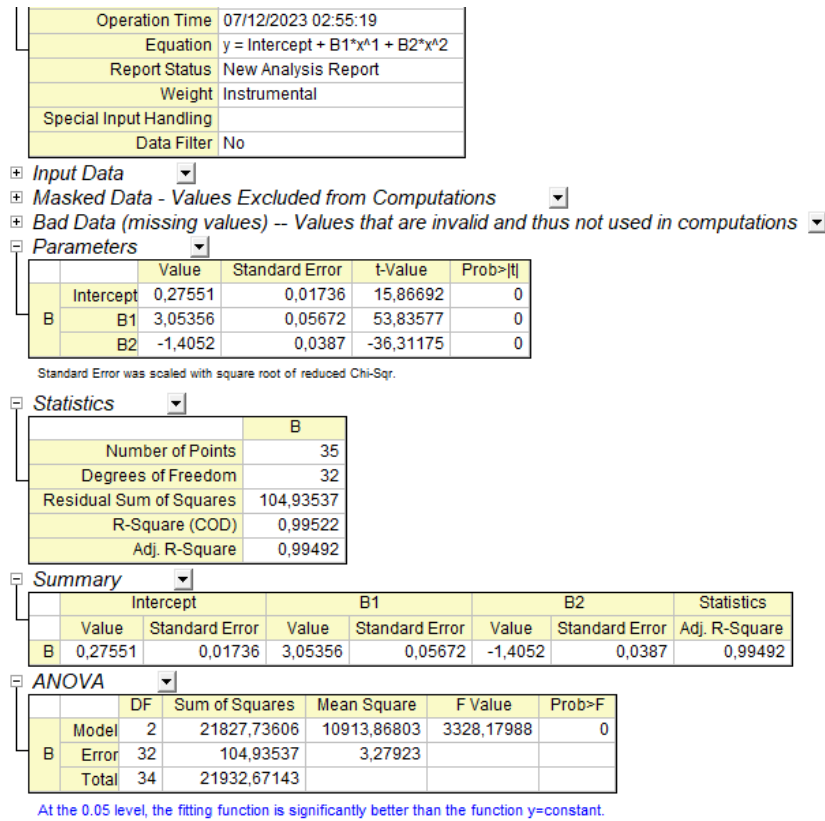 Operation Time 07/12/2023 02:55:19
Equation y = Intercept + B1*x^1 + B2*x^2
Report Status New Analysis Report
Weight Instrumental
Special Input Handling
Data Filter No
Input Data
Masked Data - Values Excluded from Computations
Bad Data (missing values) -- Values that are invalid and thus not used in computations
Parameters
Value Standard Error t-Value Prob>|t|
B Intercept 0,27551 0,01736 15,86692 0
B1 3,05356 0,05672 53,83577 0
B2 -1,4052 0,0387 -36,31175 0
Standard Error was scaled with square root of reduced Chi-Sqr.
Statistics
B
Number of Points 35
Degrees of Freedom 32
Residual Sum of Squares 104,93537
R-Square (COD) 0,99522
Adj. R-Square 0,99492
Summary
Intercept B1 B2 Statistics
Value Standard Error Value Standard Error Value Standard Error Adj. R-Square
B 0,27551 0,01736 3,05356 0,05672 -1,4052 0,0387 0,99492
ANOVA
DF Sum of Squares Mean Square F Value Prob>F
B Model 2 21827,73606 10913,86803 3328,17988 0
Error 32 104,93537 3,27923
Total 34 21932,67143
At the 0.05 level, the fitting function is significantly better than the function y=constant.